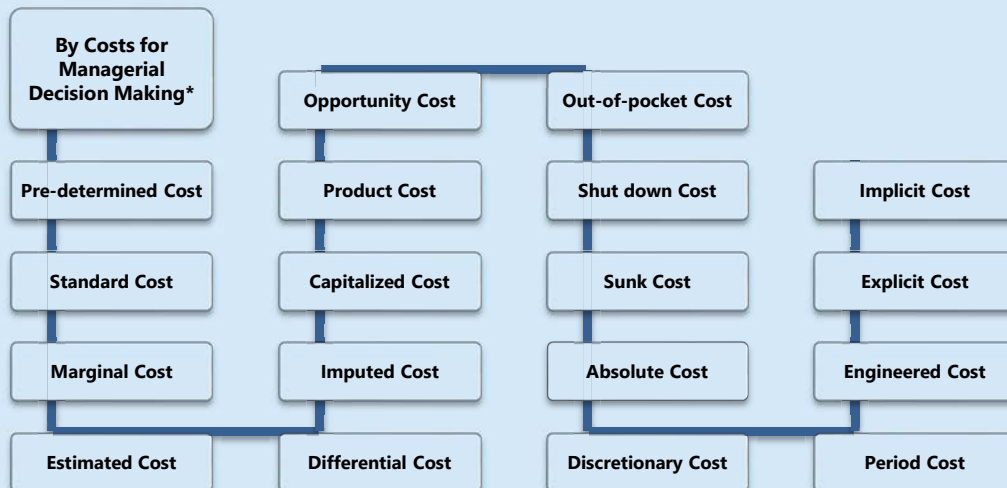 By Costs for
Managerial
Decision Making*
Pre-determined Cost
Standard Cost
Marginal Cost
Estimated Cost
Differential Cost
Imputed Cost
Capitalized Cost
Product Cost
Opportunity Cost
Out-of-pocket Cost
Shut down Cost
Sunk Cost
Absolute Cost
Discretionary Cost
Period Cost
Engineered Cost
Explicit Cost
Implicit Cost